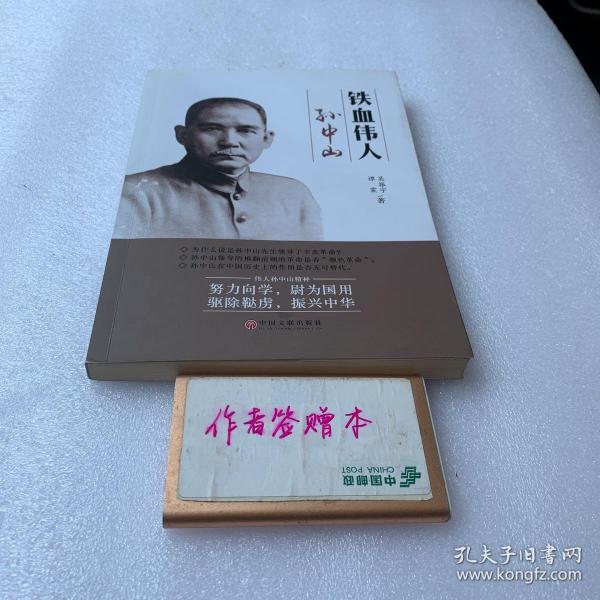 铁血伟人
孙中山
吴桦宇
谭霖 著
◇ 为什么说是孙中山先生领导了辛亥革命？
◇ 孙中山领导的推翻清朝的革命是否“颜色革命”。
◇ 孙中山在中国历史上的作用是否无可替代。
伟人孙中山精神
努力向学，尉为国用
驱除鞑虏，振兴中华
中国文联出版社
作者签赠本
中国邮政
CHINA POST
孔夫子旧书网
www.kongfz.com